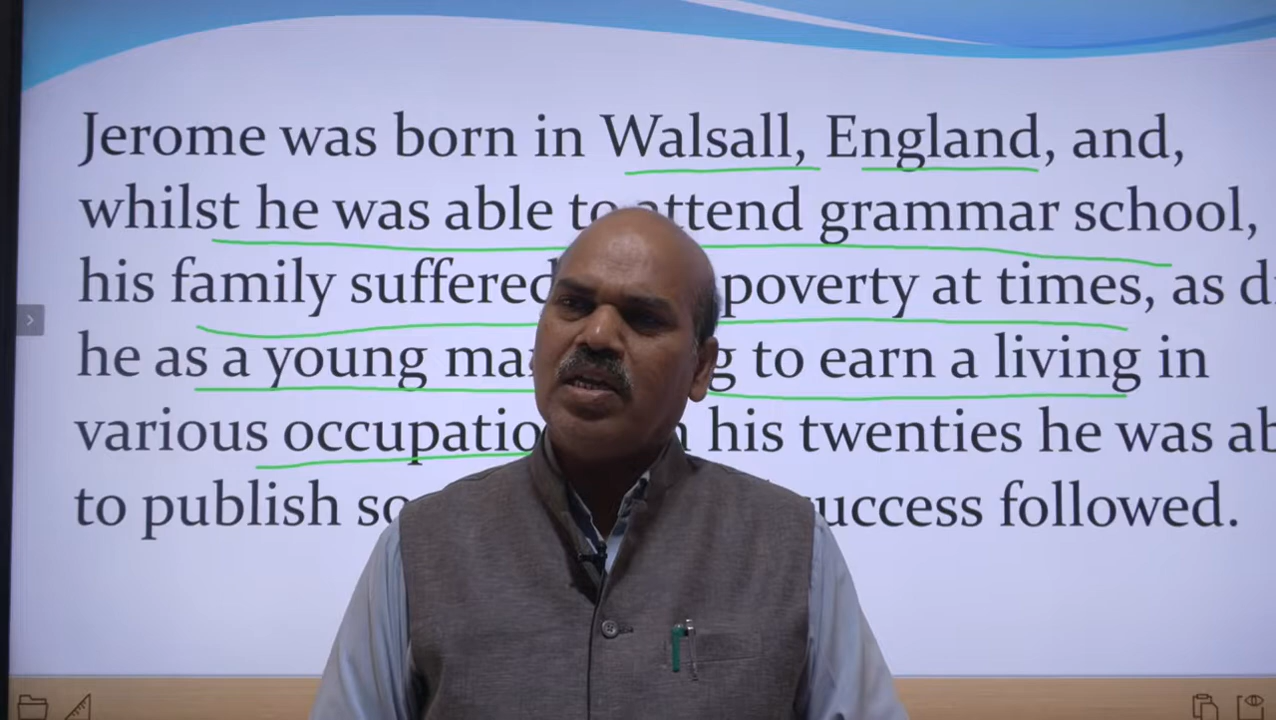 Jerome was born in Walsall, England, and,
whilst he was able to attend grammar school,
his family suffered poverty at times, as
he as a young to earn a living in
various his twenties he was
to publish success followed.